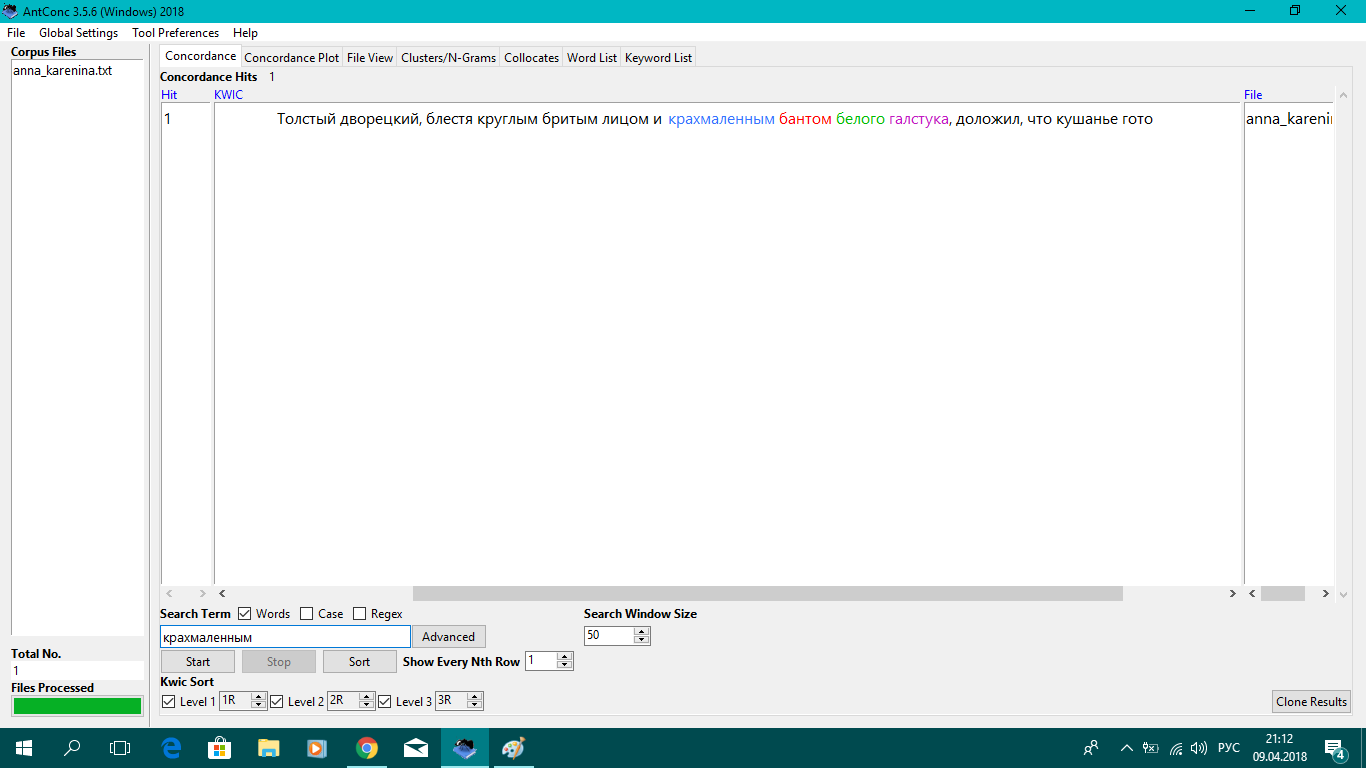 AntConc 3.5.6 (Windows) 2018
File Global Settings Tool Preferences Help
Corpus Files
anna_karenina.txt
Concordance Concordance Plot File View Clusters/N-Grams Collocates Word List Keyword List
Concordance Hits 1
Hit KWIC File
1 Толстый дворецкий, блестя круглым бритым лицом и крахмаленным бантом белого галстука, доложил, что кушанье гото anna_kareni
Search Term Words Case Regex Search Window Size
крахмаленным Advanced 50
Start Stop Sort Show Every Nth Row 1
Kwic Sort
Level 1 1R Level 2 2R Level 3 3R
Clone Results
Total No.
1
Files Processed
РУС 21:12
09.04.2018
4